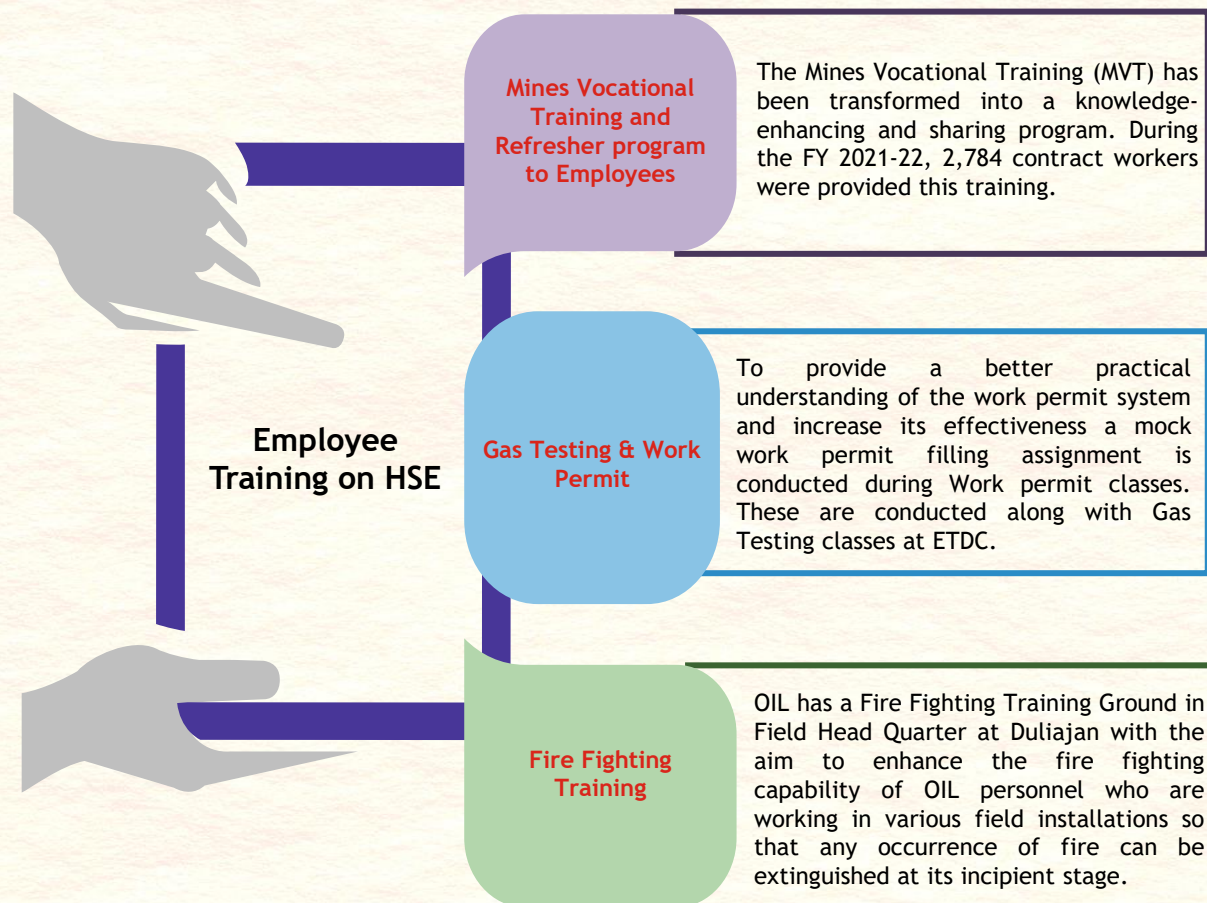 Mines Vocational
Training and
Refresher program
to Employees
The Mines Vocational Training (MVT) has
been transformed into a knowledge-
enhancing and sharing program. During
the FY 2021-22, 2,784 contract workers
were provided this training.
Employee
Training on HSE
Gas Testing & Work
Permit
To provide a better practical
understanding of the work permit system
and increase its effectiveness a mock
work permit filling assignment is
conducted during Work permit classes.
These are conducted along with Gas
Testing classes at ETDC.
Fire Fighting
Training
OIL has a Fire Fighting Training Ground in
Field Head Quarter at Duliajan with the
aim to enhance the fire fighting
capability of OIL personnel who are
working in various field installations so
that any occurrence of fire can be
extinguished at its incipient stage.